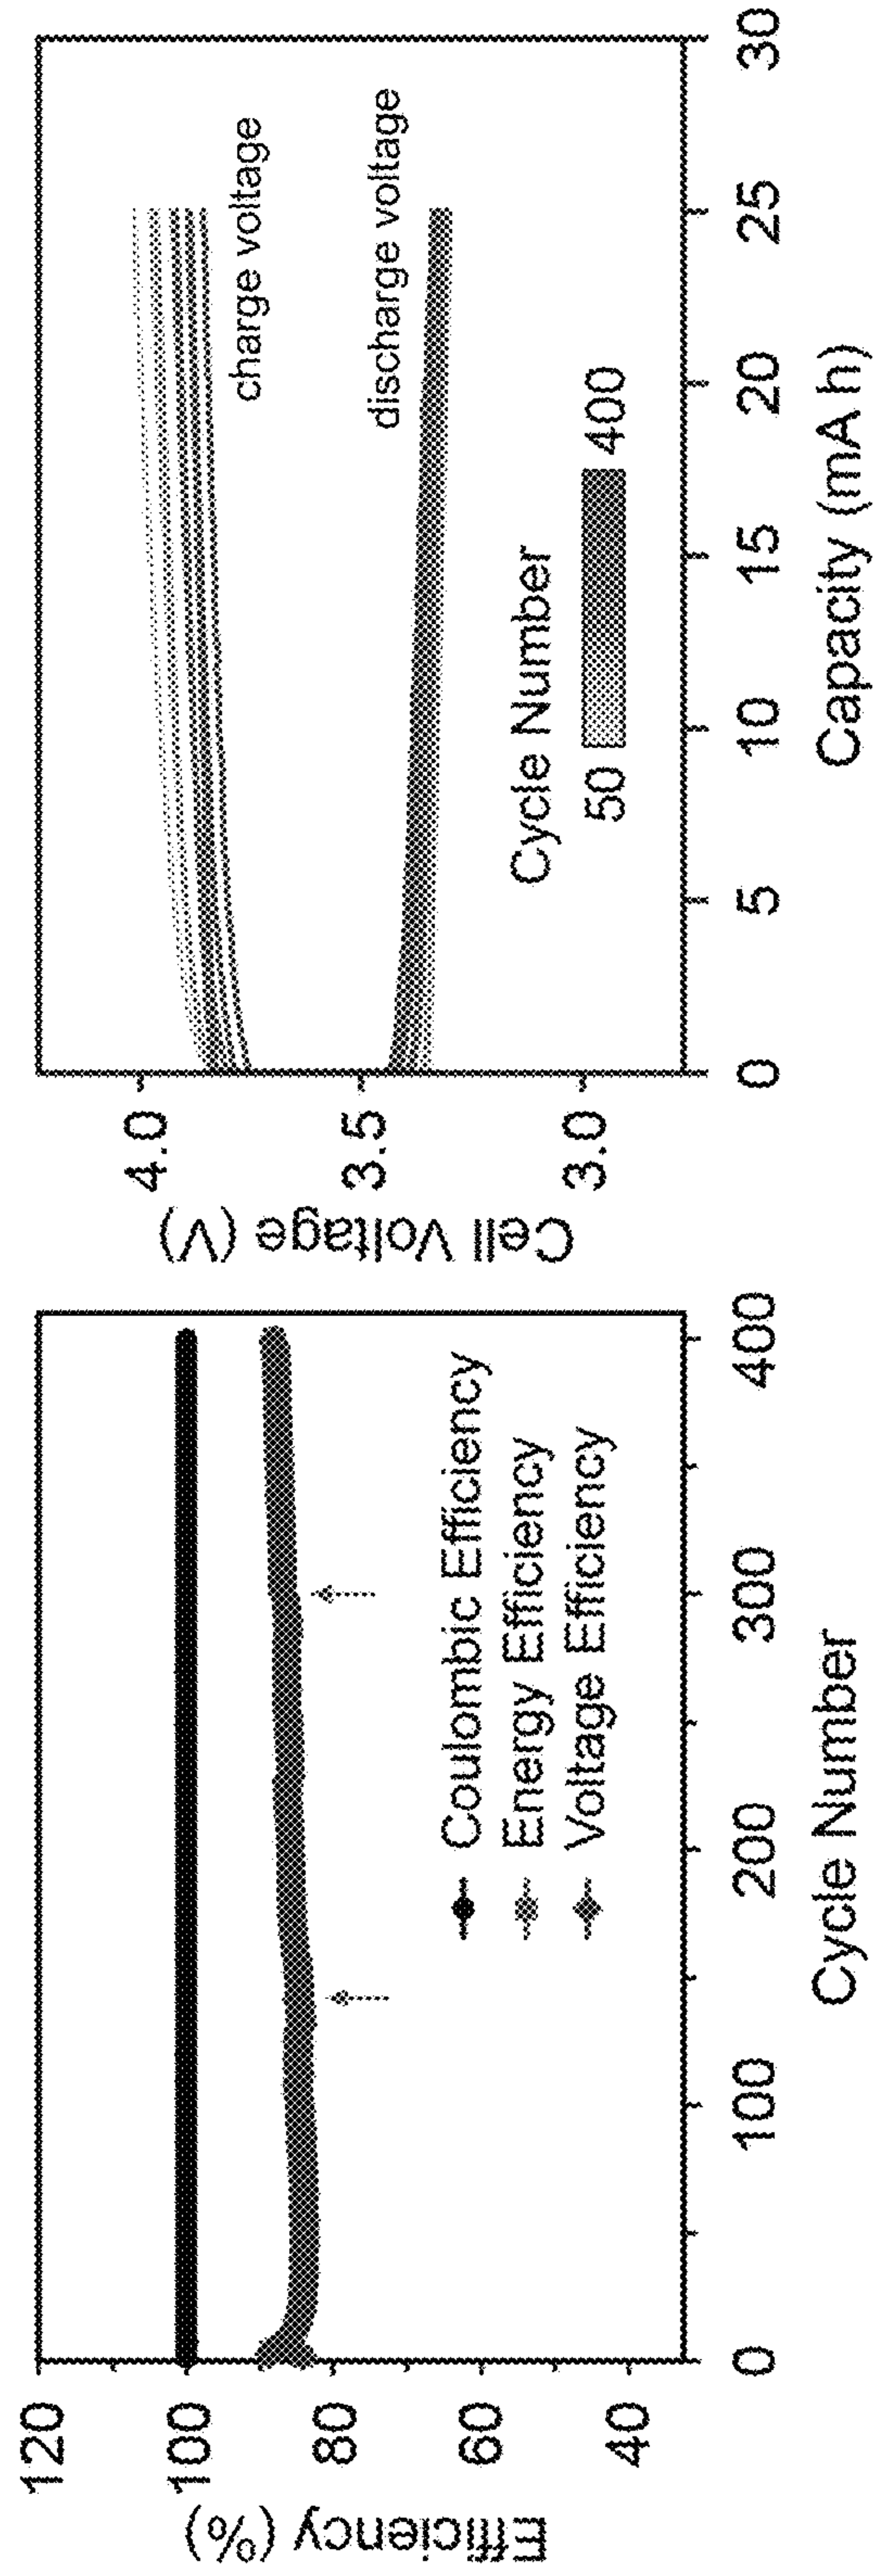 120
100
80
60
40
Efficiency (%)
Coulombic Efficiency
Energy Efficiency
Voltage Efficiency
0
100
200
300
400
Cycle Number
4.0
3.5
3.0
Cell Voltage (V)
charge voltage
discharge voltage
Cycle Number
50
400
0
5
10
15
20
25
30
Capacity (mA h)